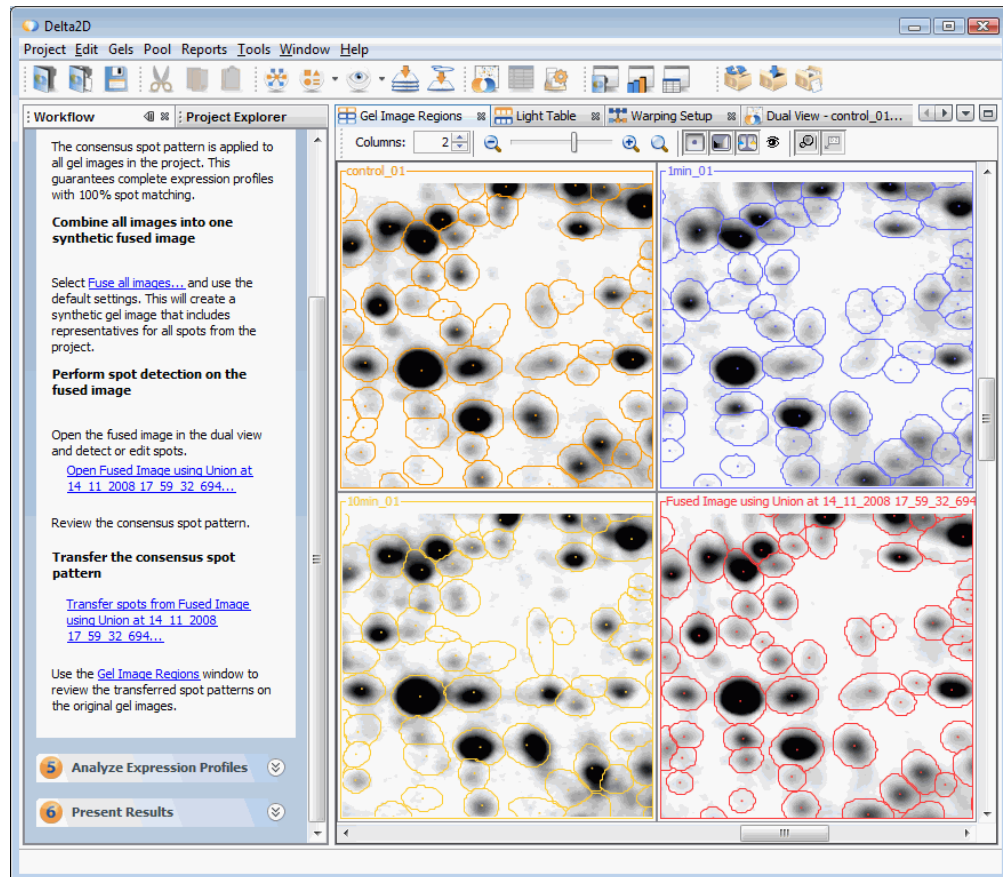 Delta2D
Project Edit Gels Pool Reports Tools Window Help
Workflow
Project Explorer
Gel Image Regions
Light Table
Warping Setup
Dual View - control_01...
Columns: 2
The consensus spot pattern is applied to
all gel images in the project. This
guarantees complete expression profiles
with 100% spot matching.
Combine all images into one
synthetic fused image
Select Fuse all images... and use the
default settings. This will create a
synthetic gel image that includes
representatives for all spots from the
project.
Perform spot detection on the
fused image
Open the fused image in the dual view
and detect or edit spots.
Open Fused Image using Union at
14_11_2008 17_59_32_694...
Review the consensus spot pattern.
Transfer the consensus spot
pattern
Transfer spots from Fused Image
using Union at 14_11_2008
17_59_32_694...
Use the Gel Image Regions window to
review the transferred spot patterns on
the original gel images.
5 Analyze Expression Profiles
6 Present Results
control_01
1min_01
10min_01
Fused Image using Union at 14_11_2008 17_59_32_694